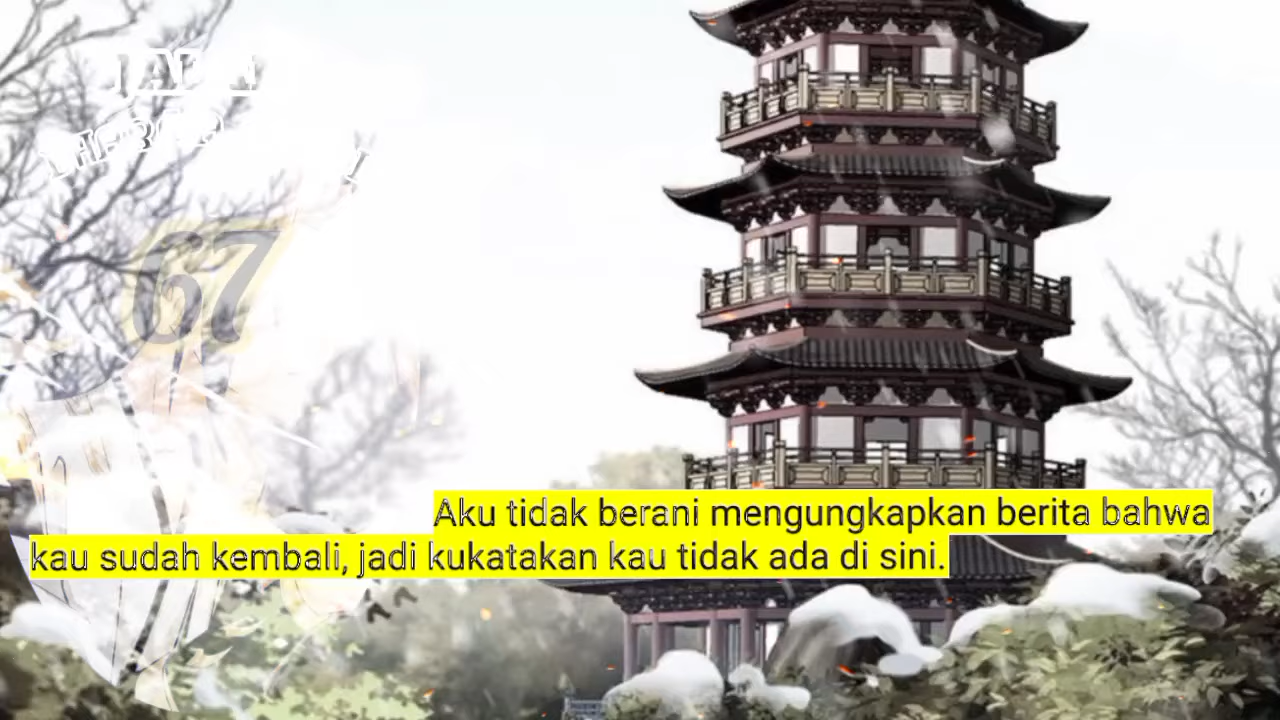 67
Aku tidak berani mengungkapkan berita bahwa
kau sudah kembali, jadi kukatakan kau tidak ada di sini.